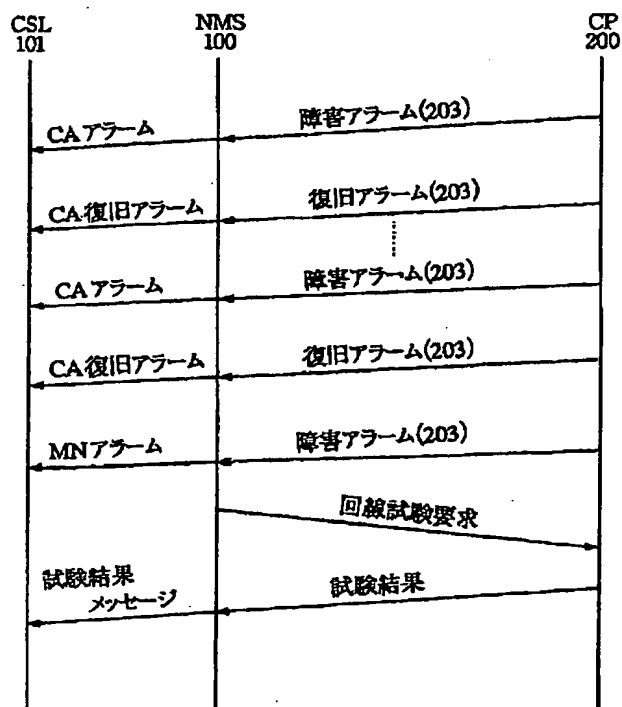 CSL
101
NMS
100
CP
200
障害アラーム(203)
CAアラーム
復旧アラーム(203)
CA復旧アラーム
障害アラーム(203)
CAアラーム
復旧アラーム(203)
CA復旧アラーム
障害アラーム(203)
MNアラーム
回線試験要求
試験結果
試験結果
メッセージ